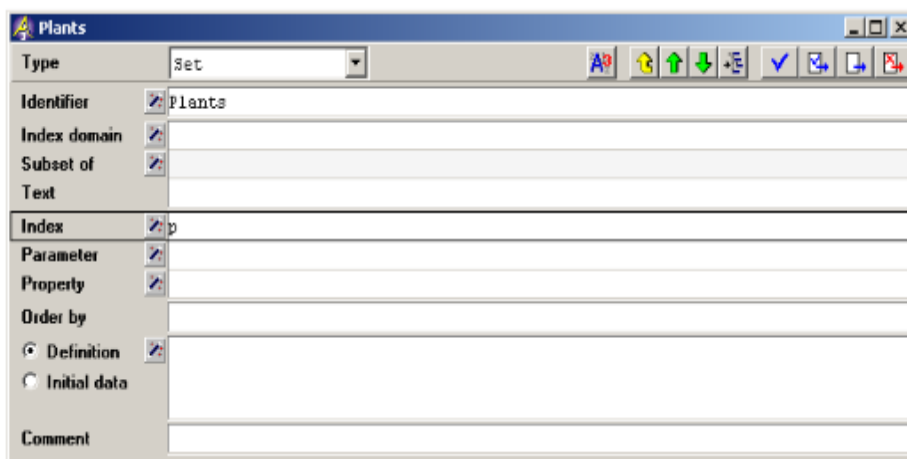 Plants
Type Set
Identifier Plants
Index domain
Subset of
Text
Index p
Parameter
Property
Order by
Definition
Initial data
Comment